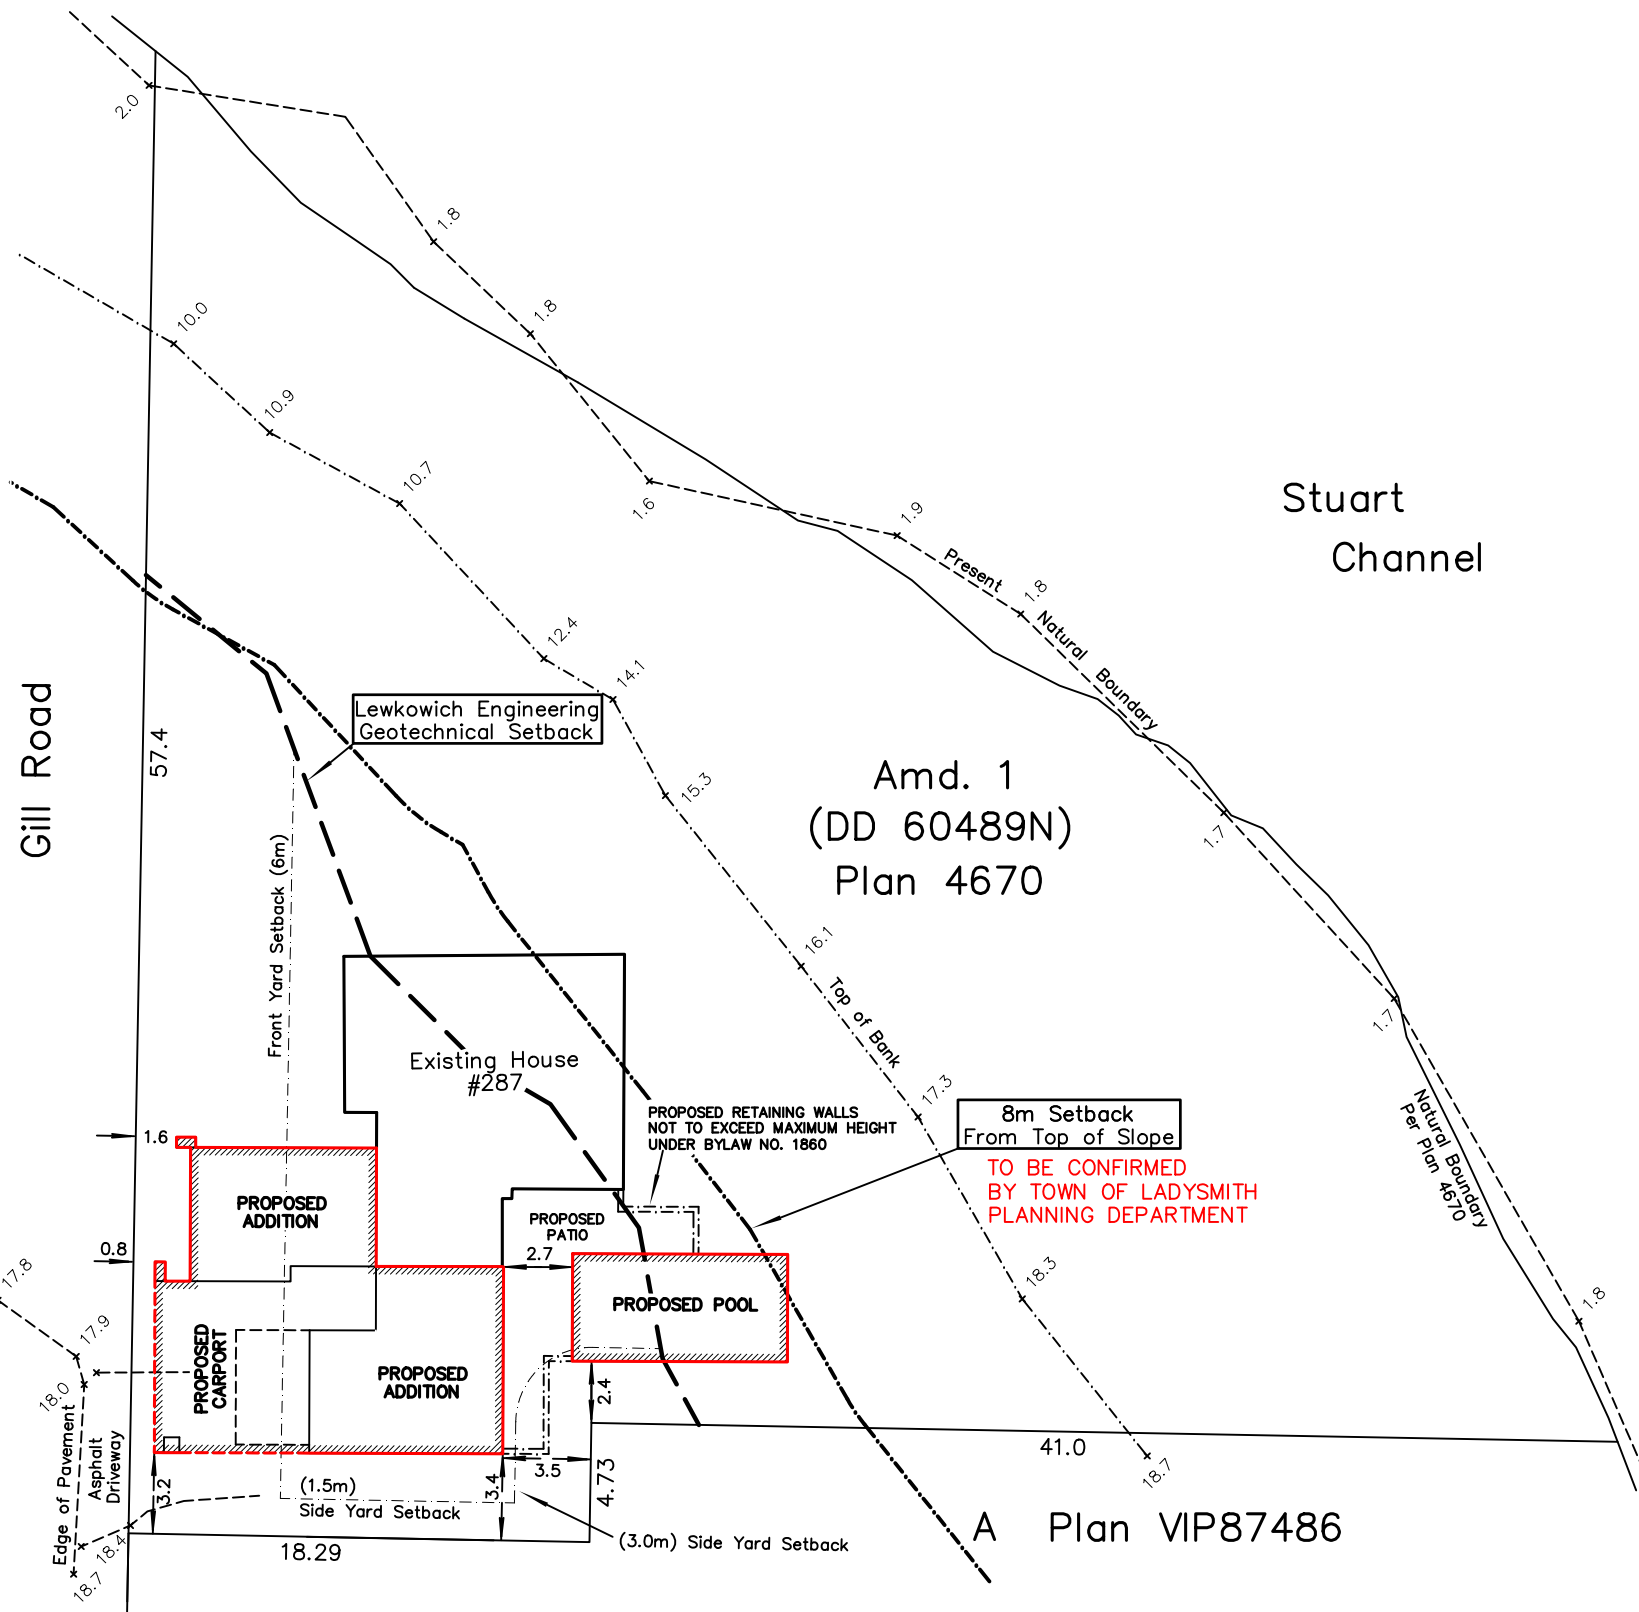 2.0
1.8
1.8
10.0
10.9
10.7
1.6
1.9
Stuart
Channel
Present
Natural
Boundary
1.8
12.4
14.1
15.3
Gill Road
57.4
Lewkowich Engineering
Geotechnical Setback
Amd. 1
(DD 60489N)
Plan 4670
1.7
Front Yard Setback (6m)
16.1
Top of Bank
1.7
Existing House
#287
17.3
PROPOSED RETAINING WALLS
NOT TO EXCEED MAXIMUM HEIGHT
UNDER BYLAW NO. 1860
8m Setback
From Top of Slope
TO BE CONFIRMED
BY TOWN OF LADYSMITH
PLANNING DEPARTMENT
Natural Boundary
Per Plan 4670
1.6
PROPOSED
ADDITION
PROPOSED
PATIO
0.8
2.7
17.8
18.3
1.8
PROPOSED POOL
17.9
PROPOSED
CARPORT
PROPOSED
ADDITION
18.0
2.4
Edge of Pavement
Asphalt
Driveway
41.0
3.5
18.7
3.2
(1.5m)
Side Yard Setback
3.4
4.73
A Plan VIP87486
(3.0m) Side Yard Setback
18.4
18.29
18.7